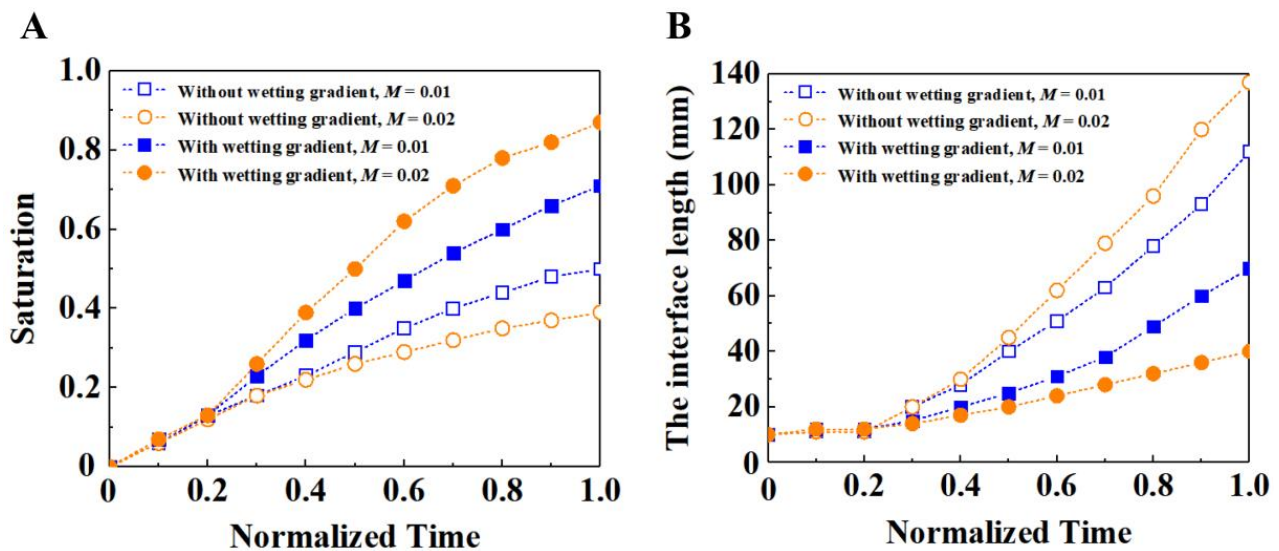 A
Saturation
1.0
0.8
0.6
0.4
0.2
0
Without wetting gradient, M = 0.01
Without wetting gradient, M = 0.02
With wetting gradient, M = 0.01
With wetting gradient, M = 0.02
0 0.2 0.4 0.6 0.8 1.0
Normalized Time
B
The interface length (mm)
140
120
100
80
60
40
20
0
Without wetting gradient, M = 0.01
Without wetting gradient, M = 0.02
With wetting gradient, M = 0.01
With wetting gradient, M = 0.02
0 0.2 0.4 0.6 0.8 1.0
Normalized Time